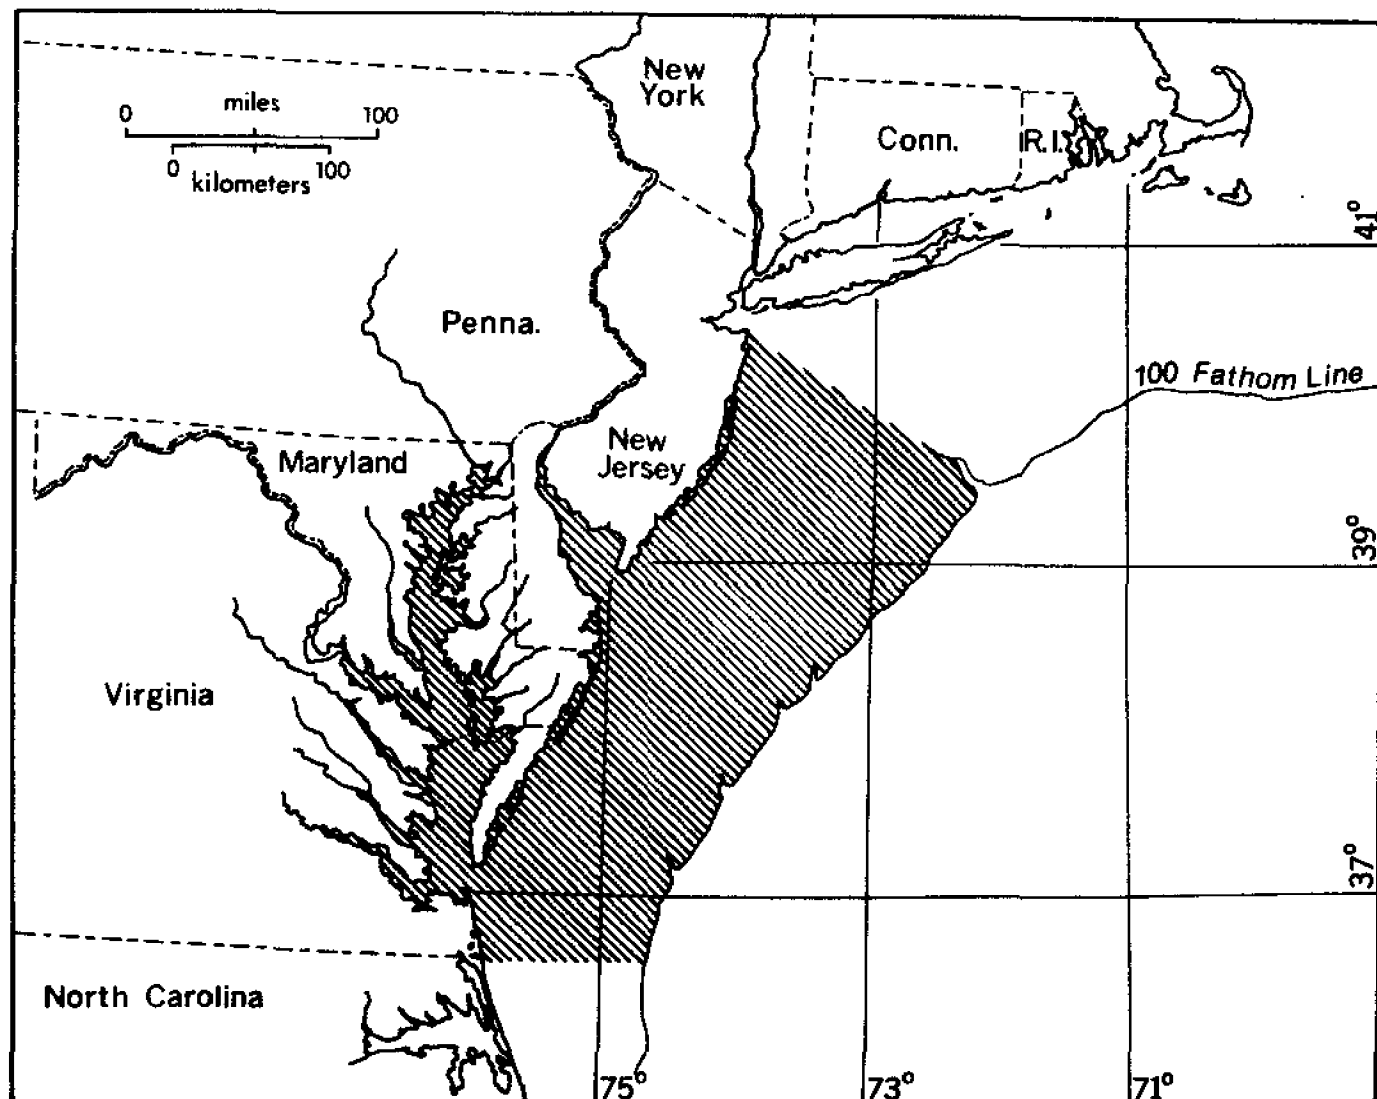 New
York
0 miles 100
0 100
kilometers
Conn.
R.I.
41°
Penna.
100 Fathom Line
New
Jersey
Maryland
39°
Virginia
37°
North Carolina
75° 73° 71°